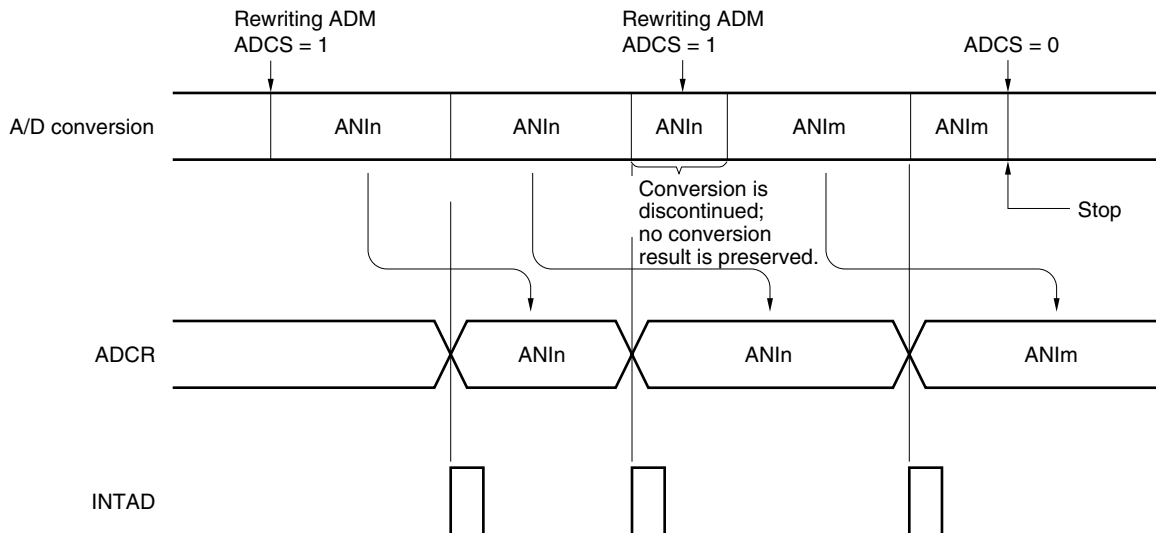 Rewriting ADM
ADCS = 1
Rewriting ADM
ADCS = 1
ADCS = 0
A/D conversion
ANIn
ANIn
ANIn
ANIm
ANIm
Conversion is
discontinued;
no conversion
result is preserved.
Stop
ADCR
ANIn
ANIn
ANIm
INTAD